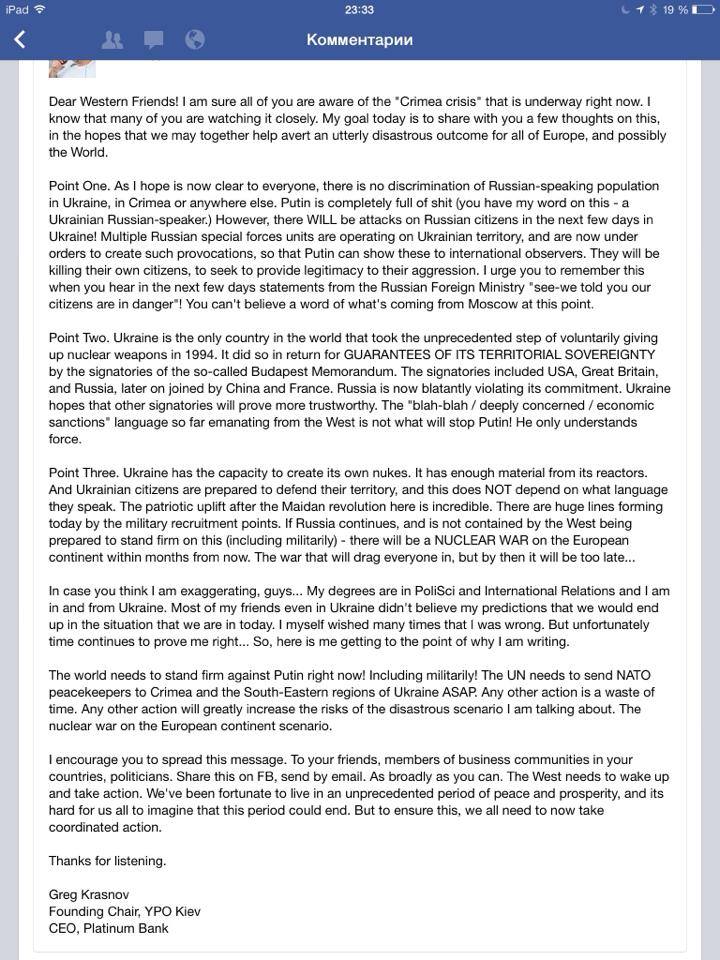 iPad 23:33 19 %
Комментарии
Dear Western Friends! I am sure all of you are aware of the "Crimea crisis" that is underway right now. I
know that many of you are watching it closely. My goal today is to share with you a few thoughts on this,
in the hopes that we may together help avert an utterly disastrous outcome for all of Europe, and possibly
the World.
Point One. As I hope is now clear to everyone, there is no discrimination of Russian-speaking population
in Ukraine, in Crimea or anywhere else. Putin is completely full of shit (you have my word on this - a
Ukrainian Russian-speaker.) However, there WILL be attacks on Russian citizens in the next few days in
Ukraine! Multiple Russian special forces units are operating on Ukrainian territory, and are now under
orders to create such provocations, so that Putin can show these to international observers. They will be
killing their own citizens, to seek to provide legitimacy to their aggression. I urge you to remember this
when you hear in the next few days statements from the Russian Foreign Ministry "see-we told you our
citizens are in danger"! You can't believe a word of what's coming from Moscow at this point.
Point Two. Ukraine is the only country in the world that took the unprecedented step of voluntarily giving
up nuclear weapons in 1994. It did so in return for GUARANTEES OF ITS TERRITORIAL SOVEREIGNTY
by the signatories of the so-called Budapest Memorandum. The signatories included USA, Great Britain,
and Russia, later on joined by China and France. Russia is now blatantly violating its commitment. Ukraine
hopes that other signatories will prove more trustworthy. The "blah-blah / deeply concerned / economic
sanctions" language so far emanating from the West is not what will stop Putin! He only understands
force.
Point Three. Ukraine has the capacity to create its own nukes. It has enough material from its reactors.
And Ukrainian citizens are prepared to defend their territory, and this does NOT depend on what language
they speak. The patriotic uplift after the Maidan revolution here is incredible. There are huge lines forming
today by the military recruitment points. If Russia continues, and is not contained by the West being
prepared to stand firm on this (including militarily) - there will be a NUCLEAR WAR on the European
continent within months from now. The war that will drag everyone in, but by then it will be too late...
In case you think I am exaggerating, guys... My degrees are in PoliSci and International Relations and I am
in and from Ukraine. Most of my friends even in Ukraine didn't believe my predictions that we would end
up in the situation that we are in today. I myself wished many times that I was wrong. But unfortunately
time continues to prove me right... So, here is me getting to the point of why I am writing.
The world needs to stand firm against Putin right now! Including militarily! The UN needs to send NATO
peacekeepers to Crimea and the South-Eastern regions of Ukraine ASAP. Any other action is a waste of
time. Any other action will greatly increase the risks of the disastrous scenario I am talking about. The
nuclear war on the European continent scenario.
I encourage you to spread this message. To your friends, members of business communities in your
countries, politicians. Share this on FB, send by email. As broadly as you can. The West needs to wake up
and take action. We've been fortunate to live in an unprecedented period of peace and prosperity, and its
hard for us all to imagine that this period could end. But to ensure this, we all need to now take
coordinated action.
Thanks for listening.
Greg Krasnov
Founding Chair, YPO Kiev
CEO, Platinum Bank